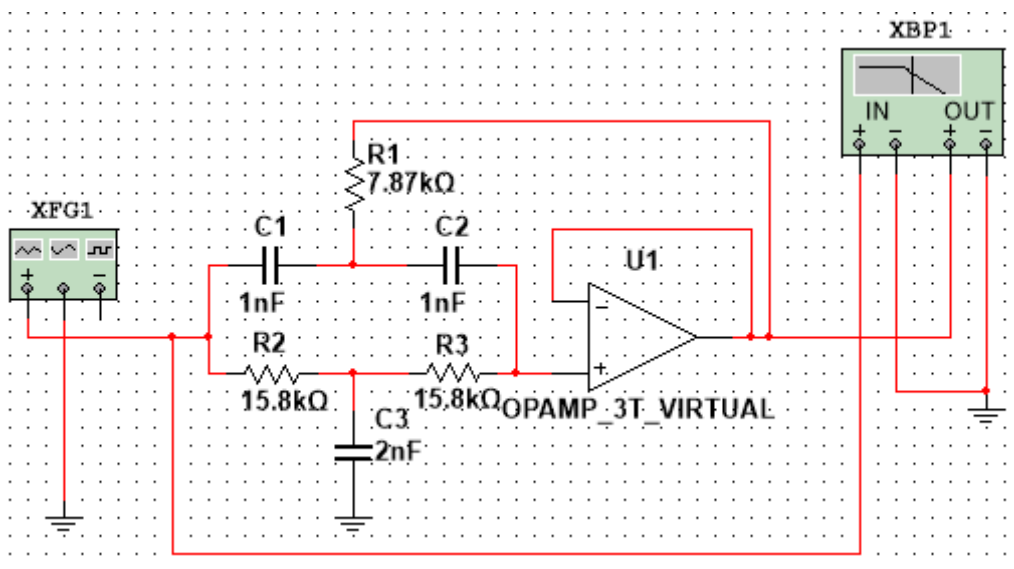 XBP1
IN OUT
+ − + −
R1
7.87kΩ
XFG1
+ −
C1
1nF
C2
1nF
U1
−
+
R2
15.8kΩ
R3
15.8kΩ
OPAMP_3T_VIRTUAL
C3
2nF